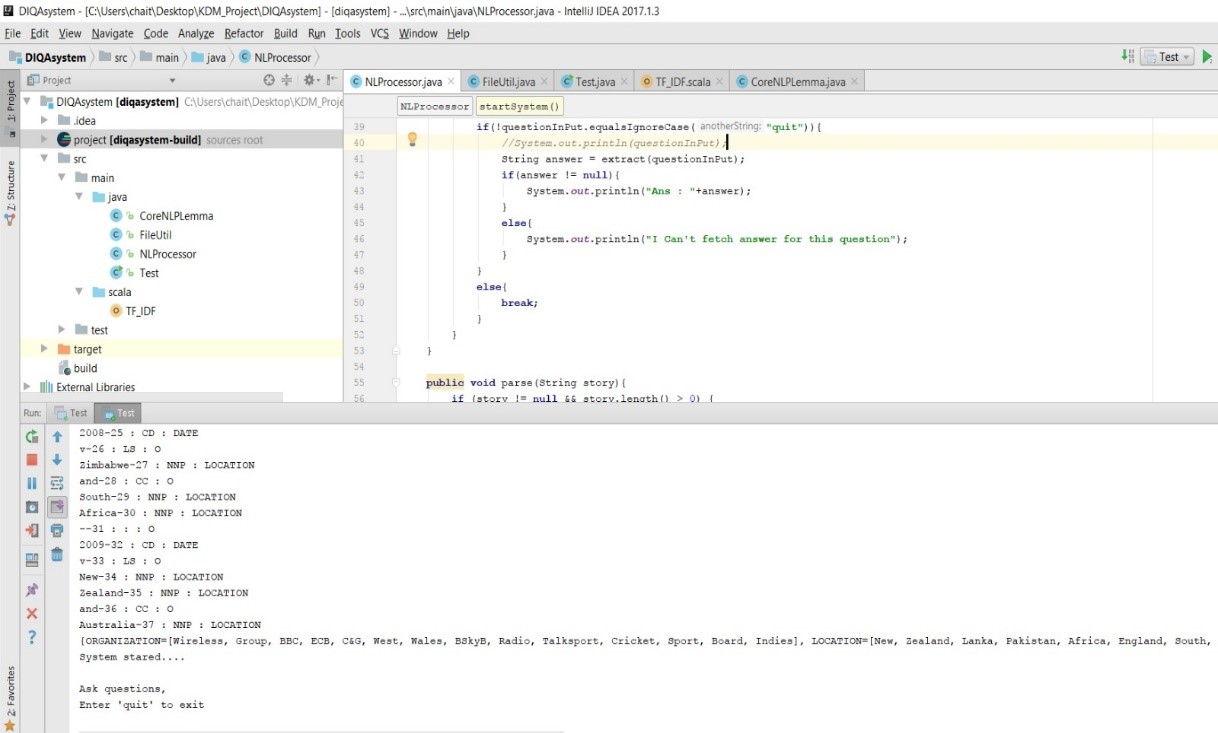 DIQAsystem - [C:\Users\chait\Desktop\KDM_Project\DIQAsystem] - [diqasystem] - ...\src\main\java\NLProcessor.java - IntelliJ IDEA 2017.1.3
File Edit View Navigate Code Analyze Refactor Build Run Tools VCS Window Help
DIQAsystem src main java NLProcessor Test
1: Project
Z: Structure
2: Favorites
Project
DIQAsystem [diqasystem] C:\Users\chait\Desktop\KDM_Proje
.idea
project [diqasystem-build] sources root
src
main
java
CoreNLPLemma
FileUtil
NLProcessor
Test
scala
TF_IDF
test
target
build
External Libraries
NLProcessor.java FileUtil.java Test.java TF_IDF.scala CoreNLPLemma.java
NLProcessor startSystem()
39 if(!questionInPut.equalsIgnoreCase( anotherString: "quit")){
40 //System.out.println(questionInPut);
41 String answer = extract(questionInPut);
42 if(answer != null){
43 System.out.println("Ans : "+answer);
44 }
45 else{
46 System.out.println("I Can't fetch answer for this question");
47 }
48 }
49 else{
50 break;
51 }
52 }
53 }
54
55 public void parse(String story){
56 if (story != null && story.length() > 0) {
Run: Test Test
2008-25 : CD : DATE
v-26 : LS : O
Zimbabwe-27 : NNP : LOCATION
and-28 : CC : O
South-29 : NNP : LOCATION
Africa-30 : NNP : LOCATION
--31 : : : O
2009-32 : CD : DATE
v-33 : LS : O
New-34 : NNP : LOCATION
Zealand-35 : NNP : LOCATION
and-36 : CC : O
Australia-37 : NNP : LOCATION
{ORGANIZATION=[Wireless, Group, BBC, ECB, C&G, West, Wales, BSkyB, Radio, Talksport, Cricket, Sport, Board, Indies], LOCATION=[New, Zealand, Lanka, Pakistan, Africa, England, South,
System stared....
Ask questions,
Enter 'quit' to exit